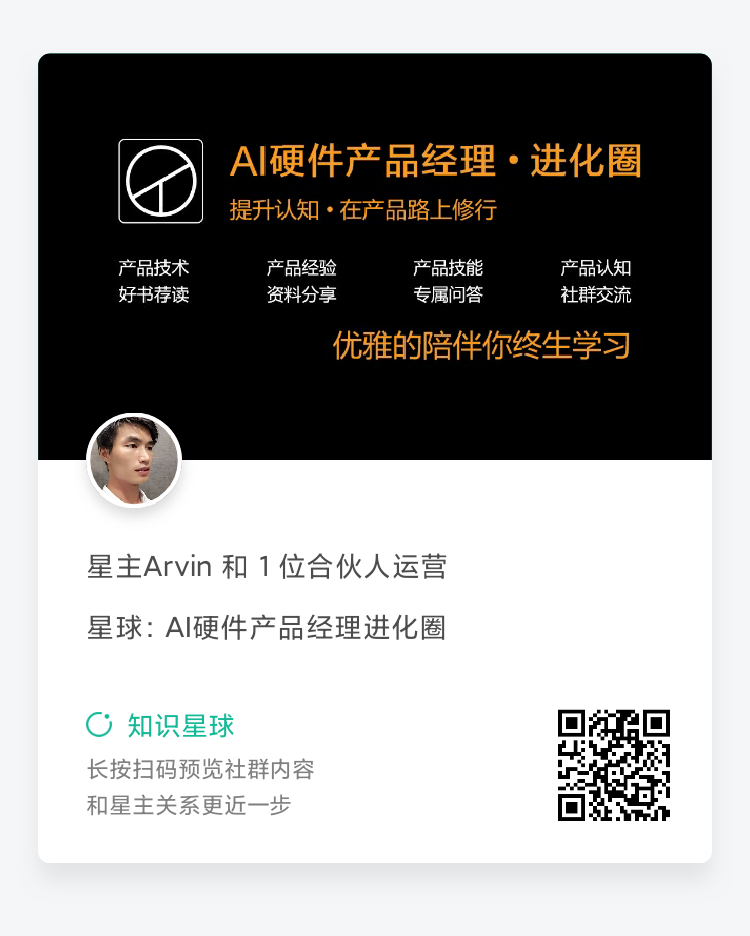 AI硬件产品经理·进化圈
提升认知·在产品路上修行
产品技术 产品经验 产品技能 产品认知
好书荐读 资料分享 专属问答 社群交流
优雅的陪伴你终生学习
星主Arvin 和 1 位合伙人运营
星球：AI硬件产品经理进化圈
知识星球
长按扫码预览社群内容
和星主关系更近一步